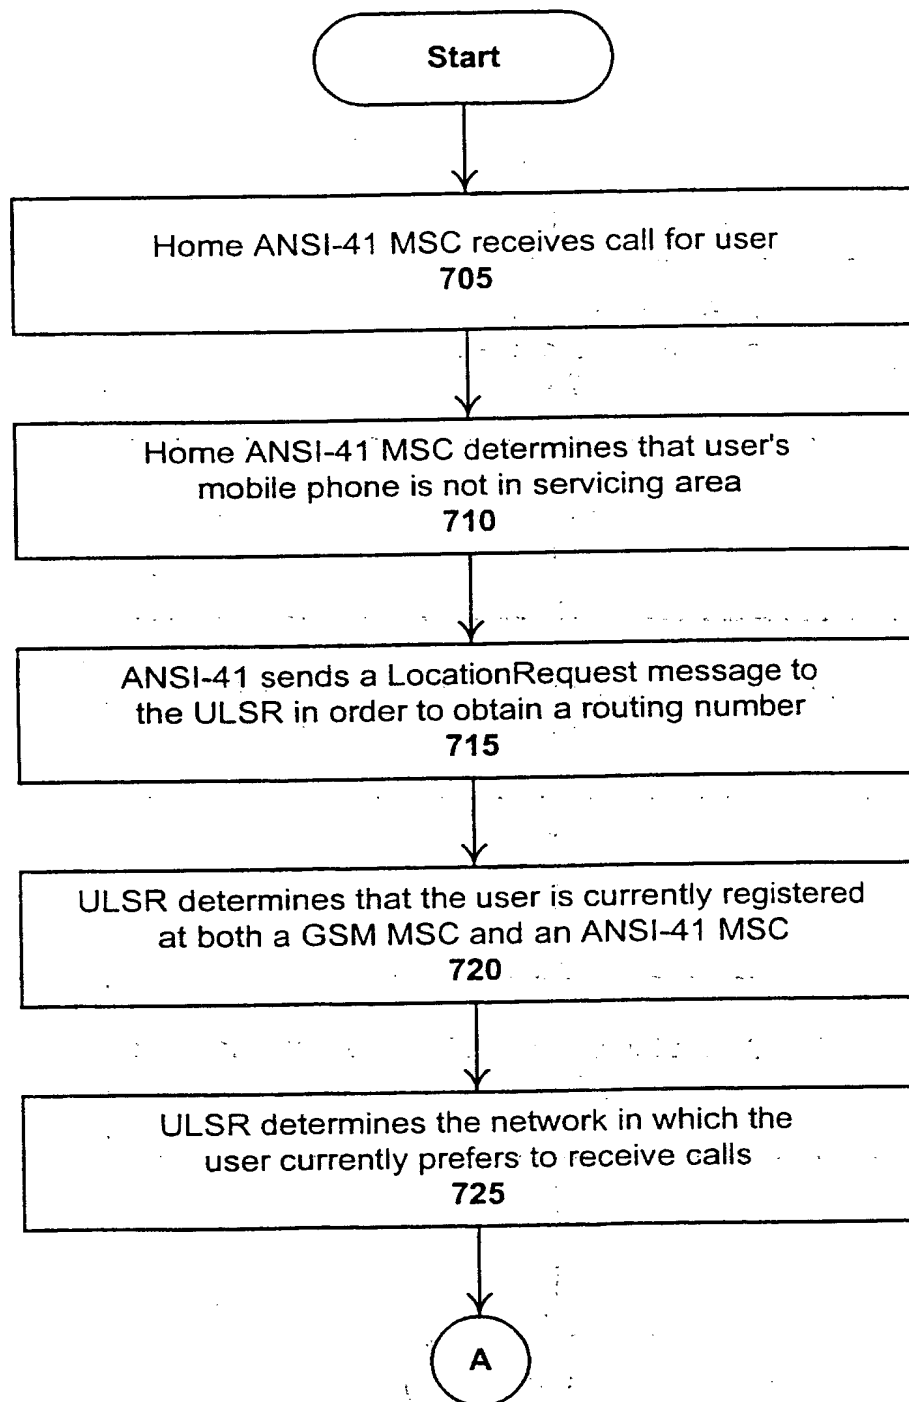 Start
Home ANSI-41 MSC receives call for user
705
Home ANSI-41 MSC determines that user's
mobile phone is not in servicing area
710
ANSI-41 sends a LocationRequest message to
the ULSR in order to obtain a routing number
715
ULSR determines that the user is currently registered
at both a GSM MSC and an ANSI-41 MSC
720
ULSR determines the network in which the
user currently prefers to receive calls
725
A